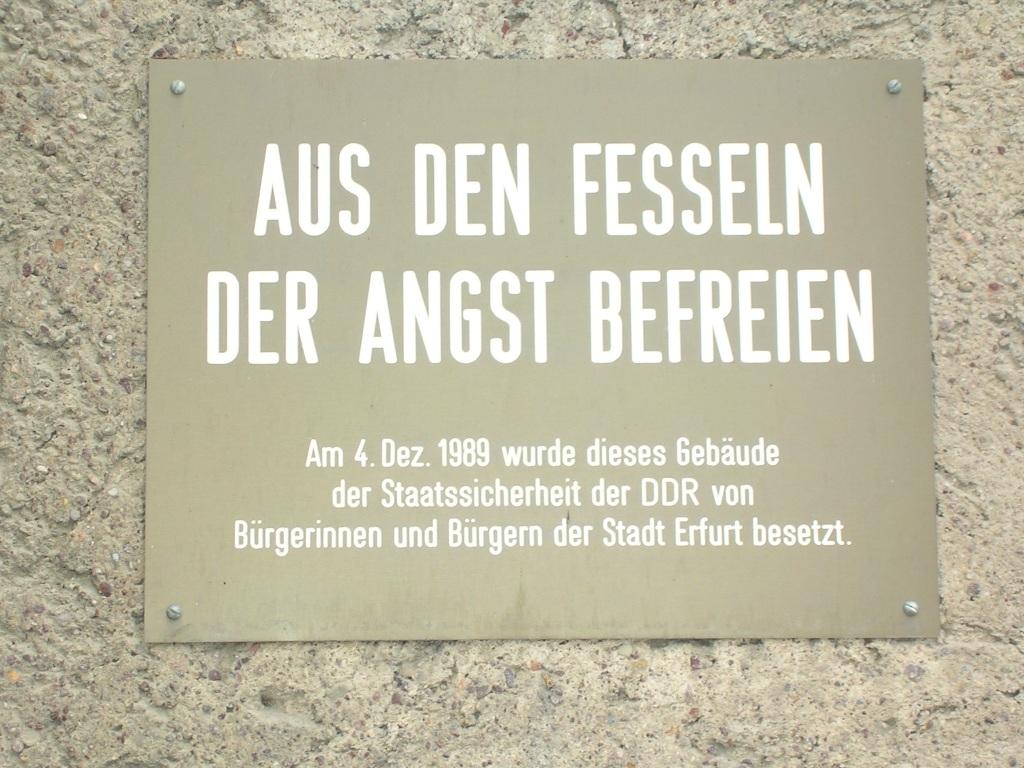 AUS DEN FESSELN
DER ANGST BEFREIEN
Am 4. Dez. 1989 wurde dieses Gebäude
der Staatssicherheit der DDR von
Bürgerinnen und Bürgern der Stadt Erfurt besetzt.